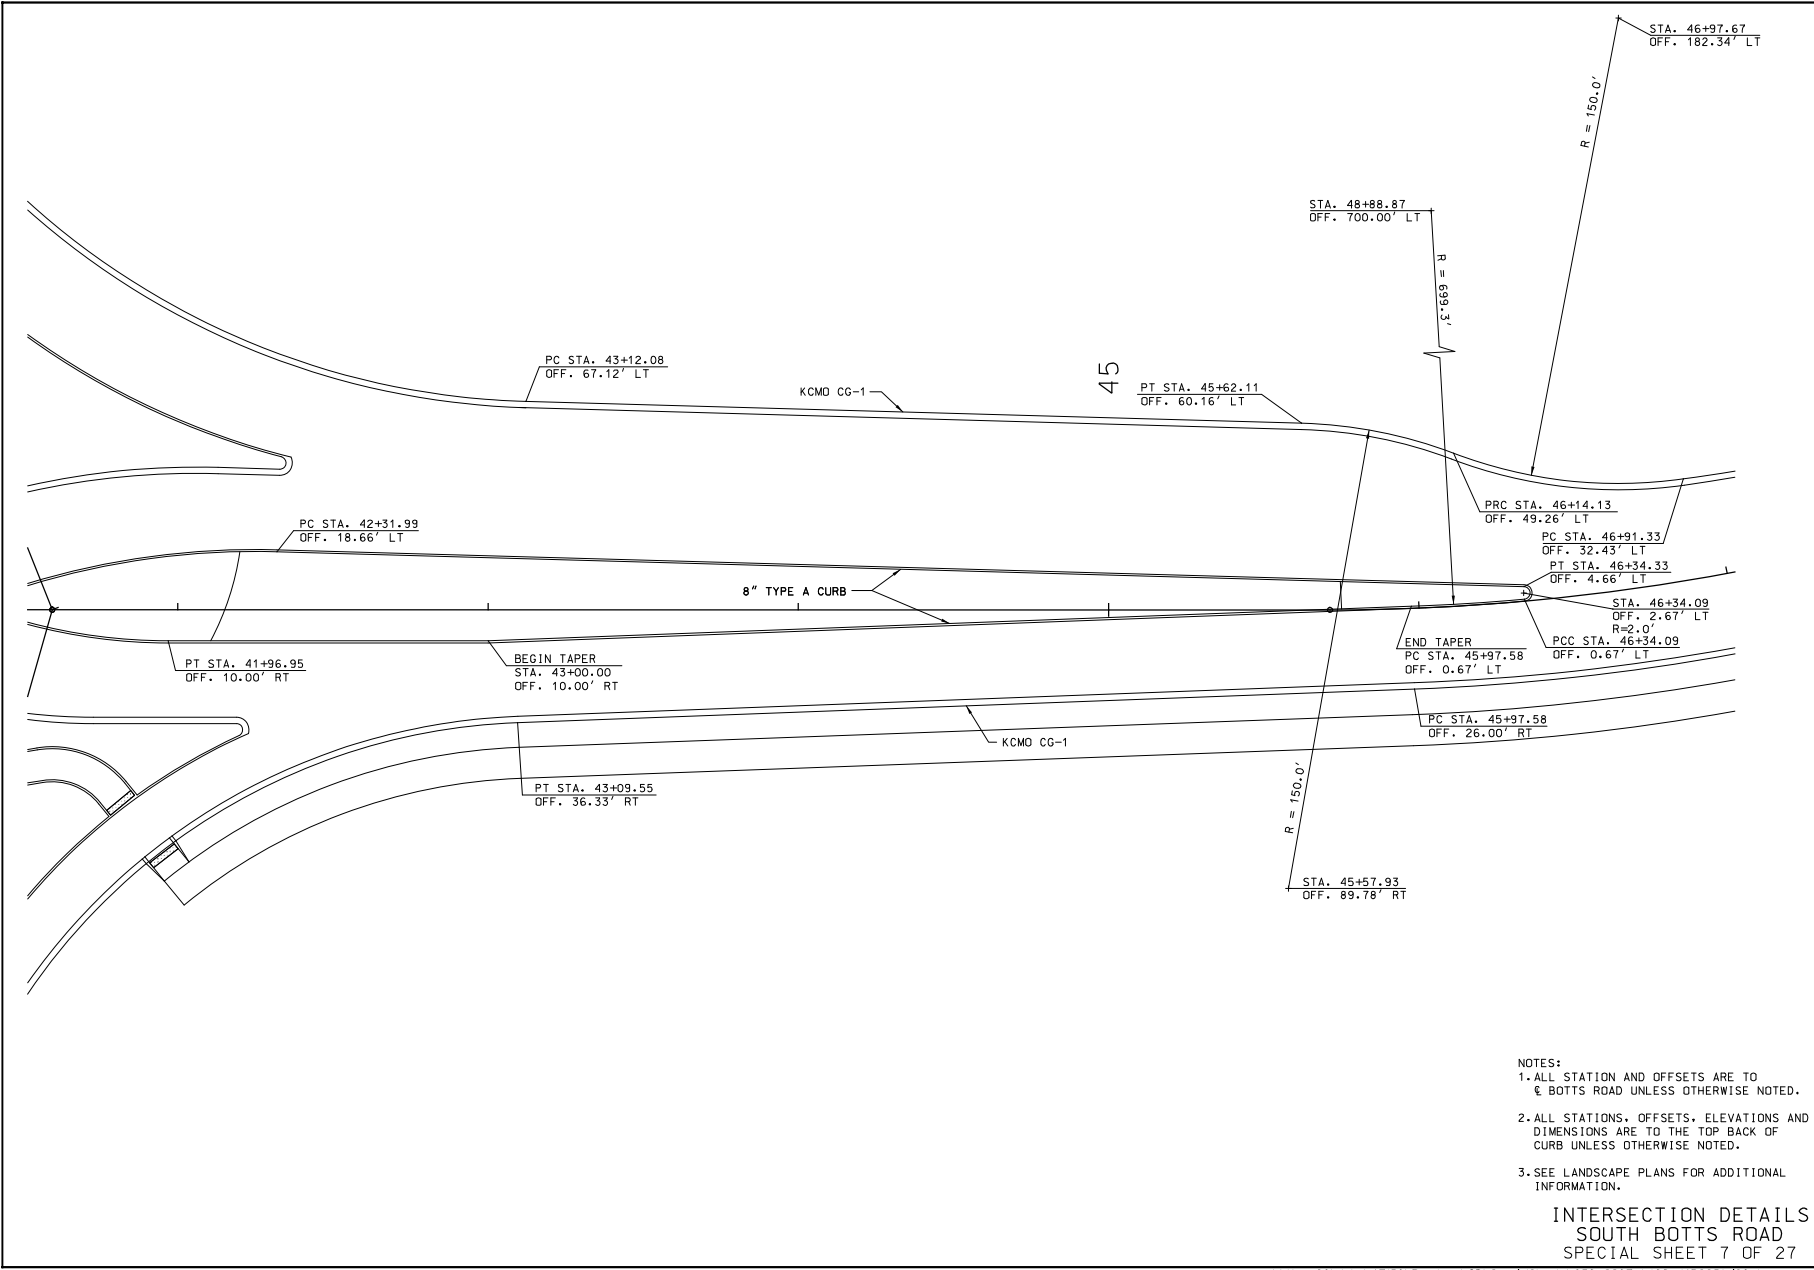 STA. 46+97.67
OFF. 182.34' LT
R = 150.0'
STA. 48+88.87
OFF. 700.00' LT
R = 699.3'
PC STA. 43+12.08
OFF. 67.12' LT
KCMO CG-1
45
PT STA. 45+62.11
OFF. 60.16' LT
PRC STA. 46+14.13
OFF. 49.26' LT
PC STA. 46+91.33
OFF. 32.43' LT
PC STA. 42+31.99
OFF. 18.66' LT
PT STA. 46+34.33
OFF. 4.66' LT
8" TYPE A CURB
STA. 46+34.09
OFF. 2.67' LT
R=2.0'
PCC STA. 46+34.09
OFF. 0.67' LT
END TAPER
PC STA. 45+97.58
OFF. 0.67' LT
PT STA. 41+96.95
OFF. 10.00' RT
BEGIN TAPER
STA. 43+00.00
OFF. 10.00' RT
PC STA. 45+97.58
OFF. 26.00' RT
KCMO CG-1
PT STA. 43+09.55
OFF. 36.33' RT
R = 150.0'
STA. 45+57.93
OFF. 89.78' RT
NOTES:
1. ALL STATION AND OFFSETS ARE TO
℄ BOTTS ROAD UNLESS OTHERWISE NOTED.
2. ALL STATIONS, OFFSETS, ELEVATIONS AND
DIMENSIONS ARE TO THE TOP BACK OF
CURB UNLESS OTHERWISE NOTED.
3. SEE LANDSCAPE PLANS FOR ADDITIONAL
INFORMATION.
INTERSECTION DETAILS
SOUTH BOTTS ROAD
SPECIAL SHEET 7 OF 27